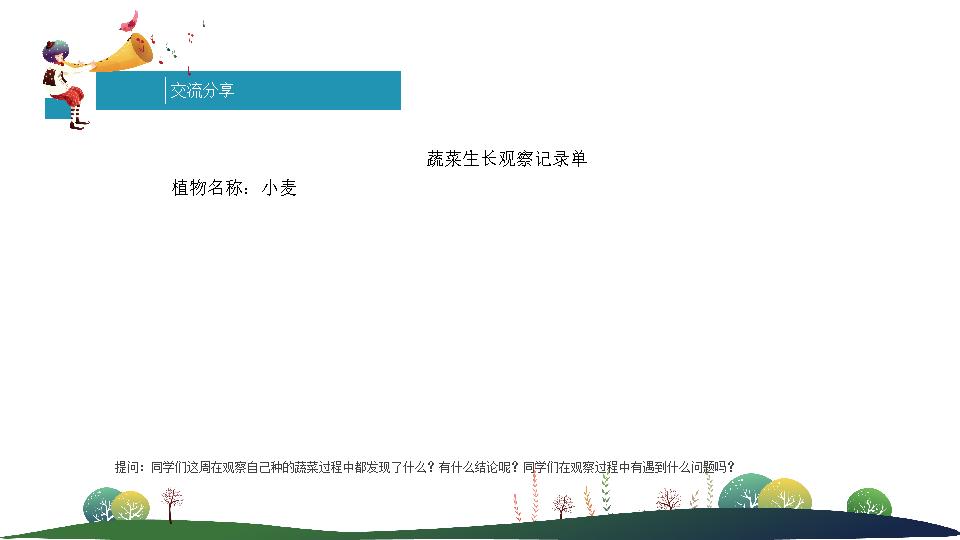 交流分享
蔬菜生长观察记录单
植物名称：小麦
提问：同学们这周在观察自己种的蔬菜过程中都发现了什么？有什么结论呢？同学们在观察过程中有遇到什么问题吗？